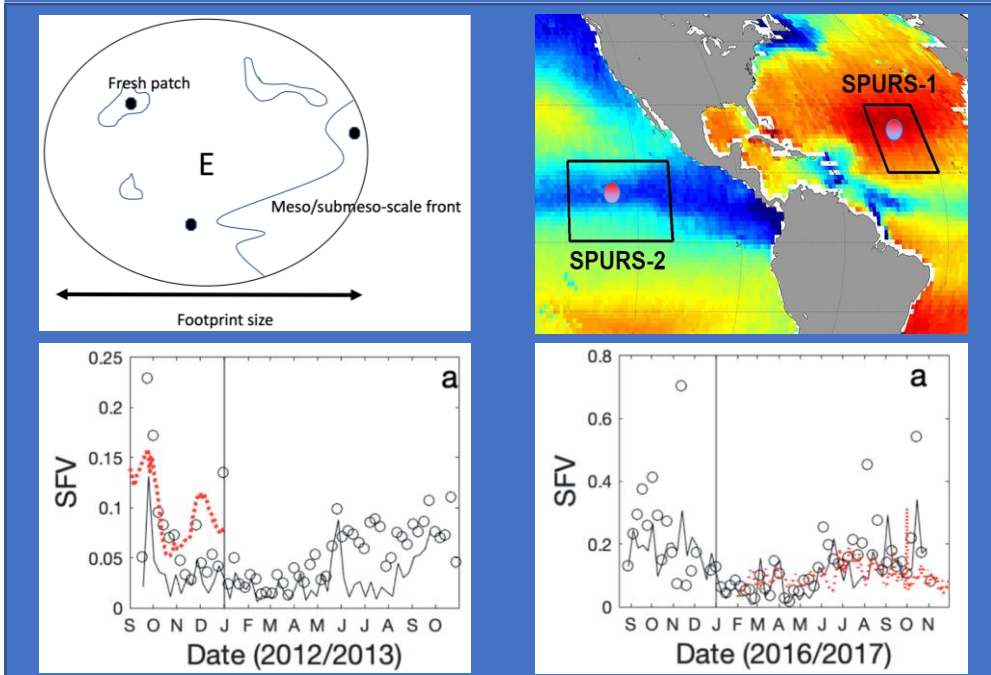 Fresh patch
E
Meso/submeso-scale front
Footprint size
SPURS-1
SPURS-2
0.25
a
0.2
0.15
SFV
0.1
0.05
0
S O N D J F M A M J J A S O
Date (2012/2013)
0.8
a
0.6
SFV
0.4
0.2
0
S O N D J F M A M J J A S O N
Date (2016/2017)